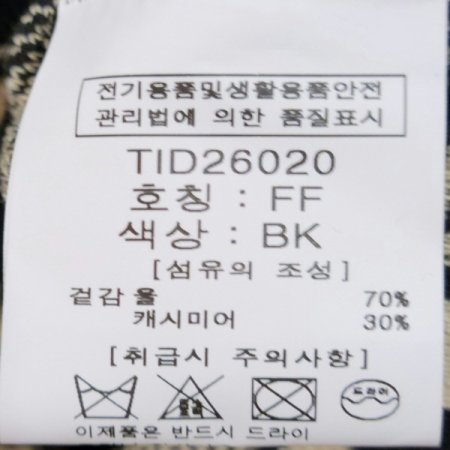 전기용품및생활용품안전
관리법에 의한 품질표시
TID26020
호칭 : FF
색상 : BK
[섬유의 조성]
겉감 울 70%
캐시미어 30%
[취급시 주의사항]
드라이
이제품은 반드시 드라이